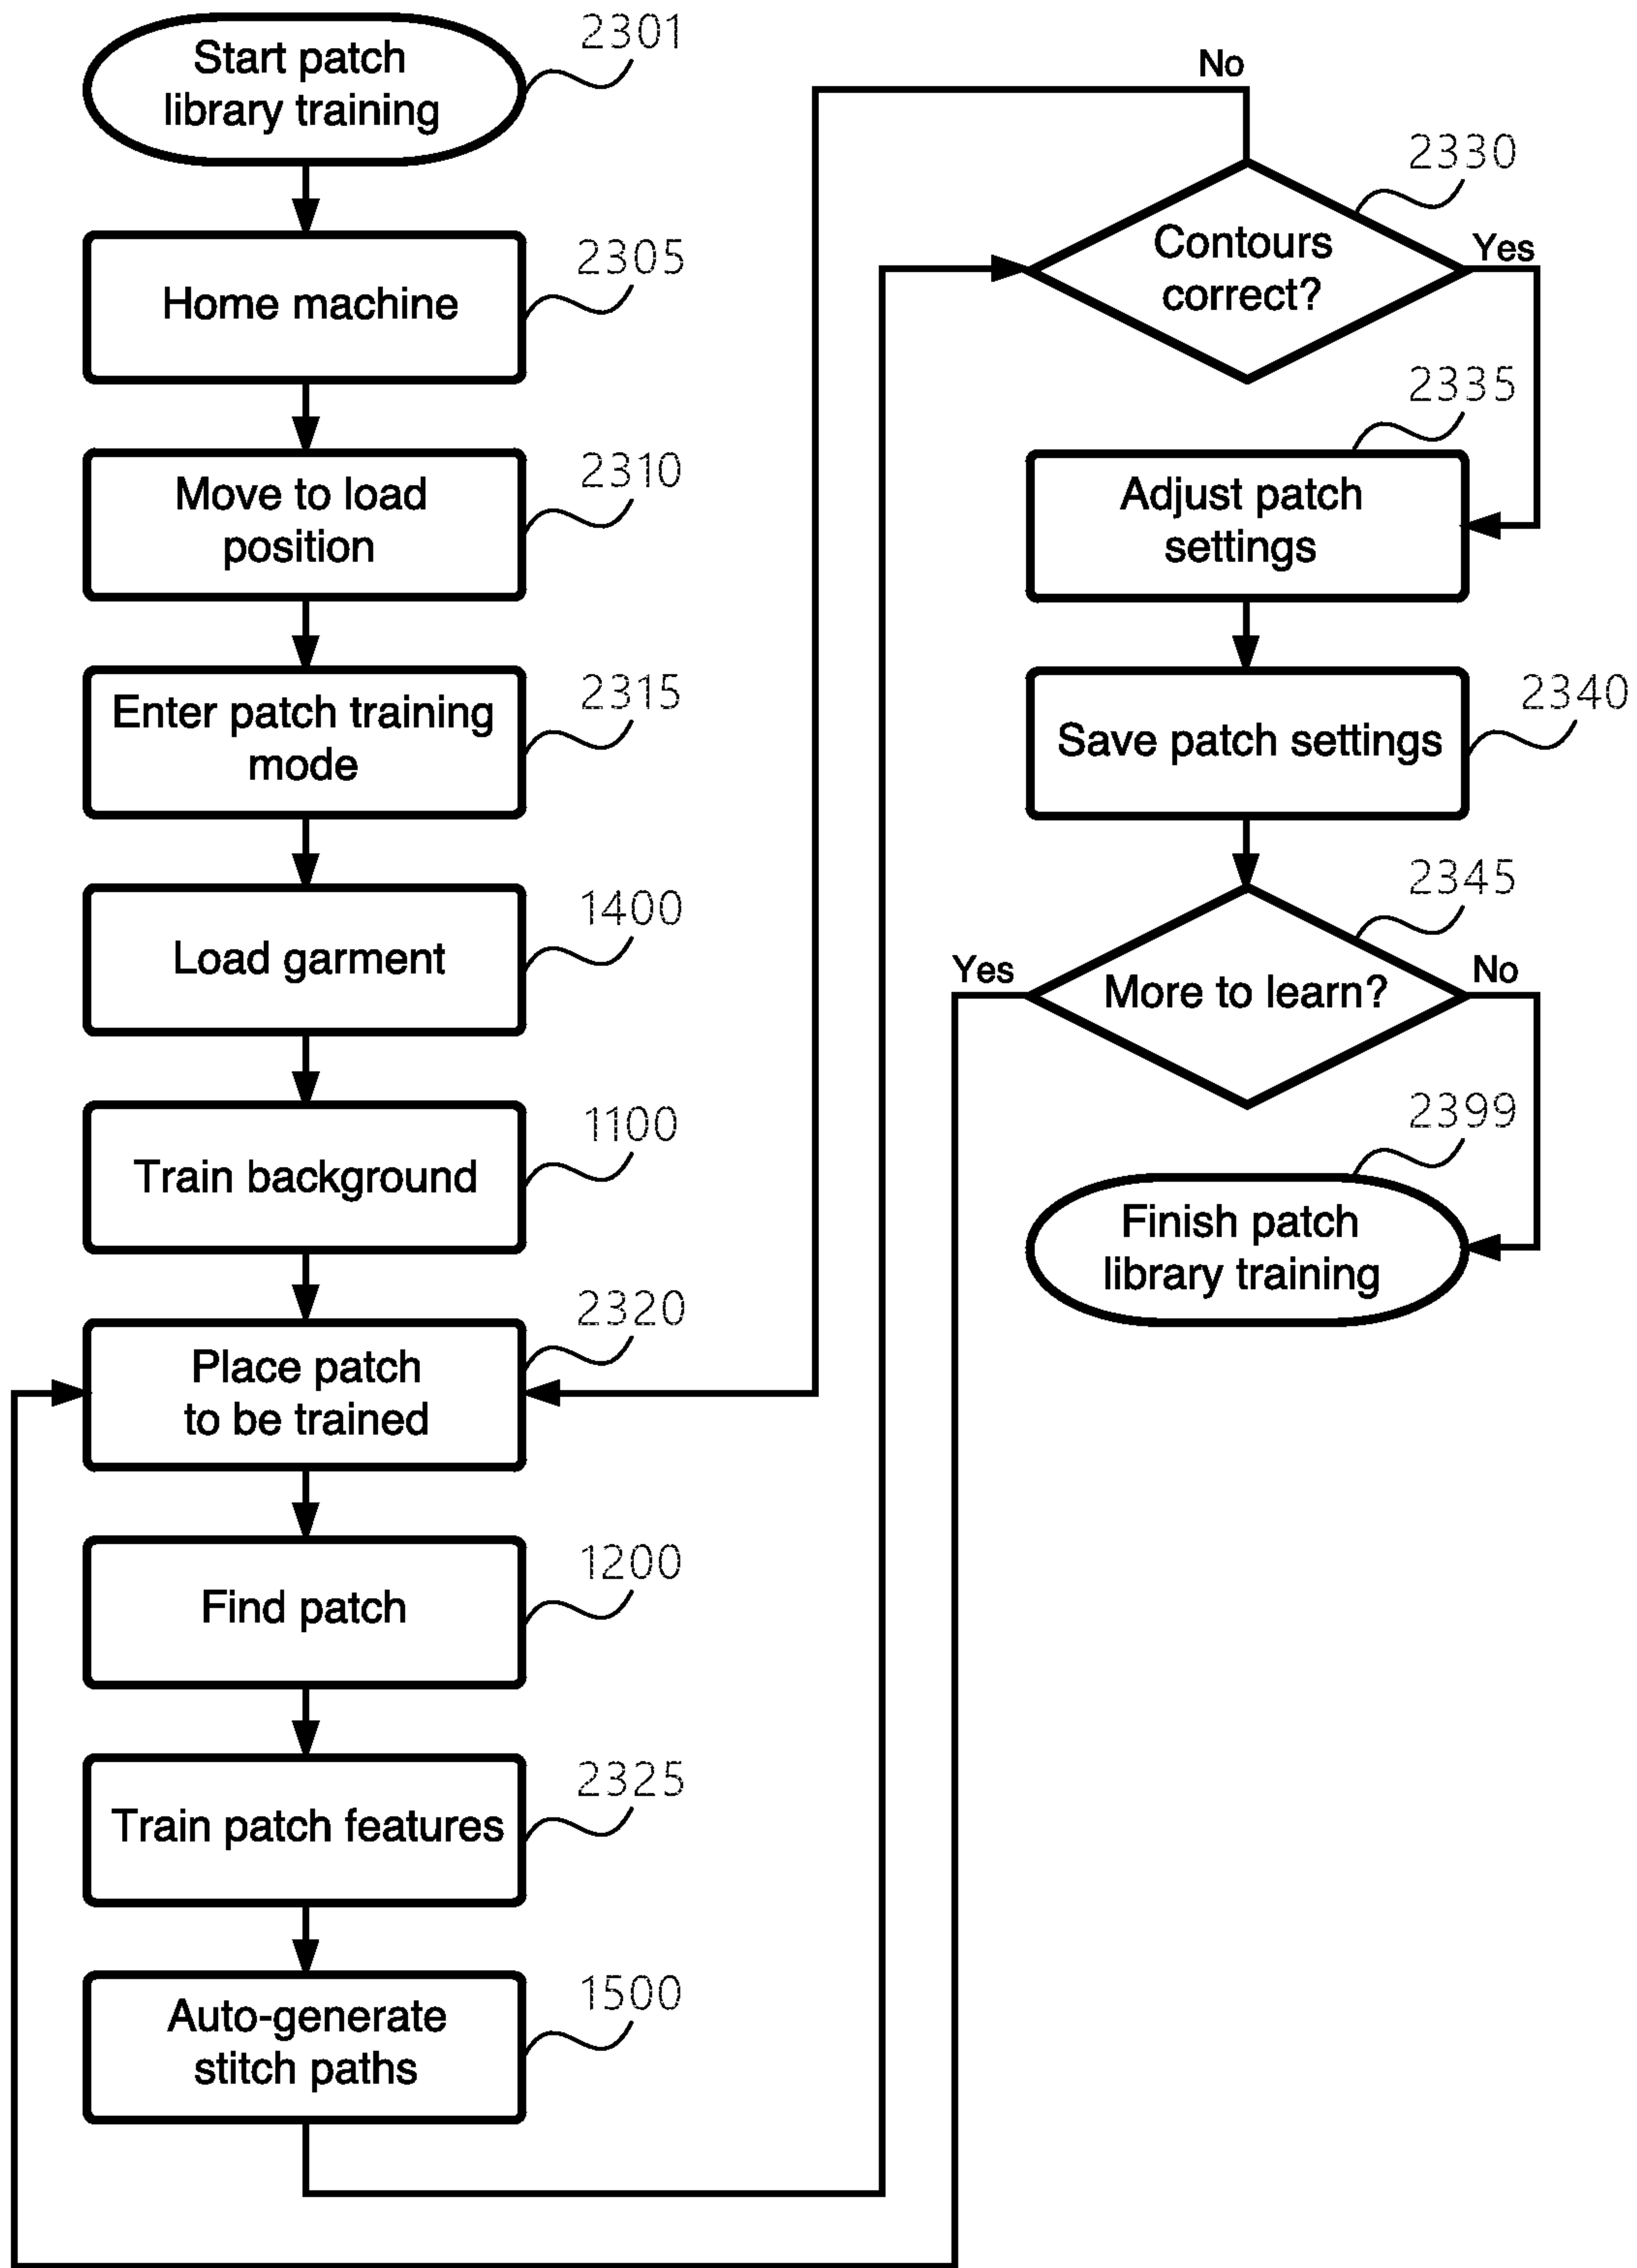 Start patch
library training
2301
Home machine
2305
Move to load
position
2310
Enter patch training
mode
2315
Load garment
1400
Train background
1100
Place patch
to be trained
2320
Find patch
1200
Train patch features
2325
Auto-generate
stitch paths
1500
No
Contours
correct?
2330
Yes
Adjust patch
settings
2335
Save patch settings
2340
Yes
More to learn?
2345
No
Finish patch
library training
2399